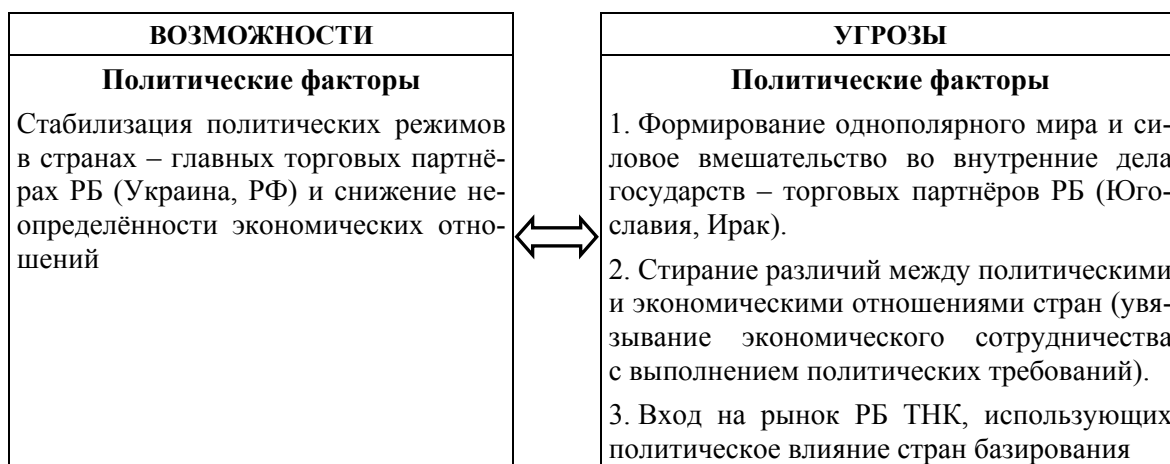 ВОЗМОЖНОСТИ
Политические факторы
Стабилизация политических режимов
в странах – главных торговых партнё-
рах РБ (Украина, РФ) и снижение не-
определённости экономических отно-
шений
УГРОЗЫ
Политические факторы
1. Формирование однополярного мира и си-
ловое вмешательство во внутренние дела
государств – торговых партнёров РБ (Юго-
славия, Ирак).
2. Стирание различий между политическими
и экономическими отношениями стран (увя-
зывание экономического сотрудничества
с выполнением политических требований).
3. Вход на рынок РБ ТНК, использующих
политическое влияние стран базирования